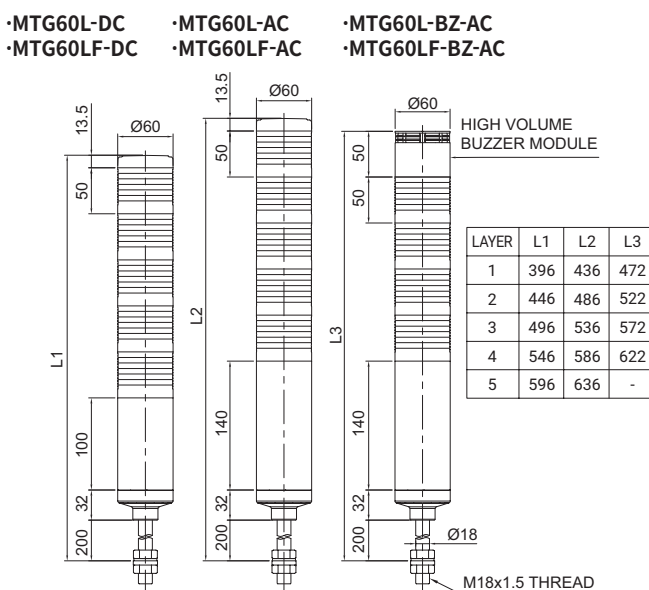 ·MTG60L-DC
·MTG60LF-DC
·MTG60L-AC
·MTG60LF-AC
·MTG60L-BZ-AC
·MTG60LF-BZ-AC
13.5
Ø60
50
L1
100
32
200
13.5
Ø60
50
L2
140
32
200
Ø60
HIGH VOLUME
BUZZER MODULE
50
50
L3
140
32
200
Ø18
M18x1.5 THREAD
LAYER L1 L2 L3
1 396 436 472
2 446 486 522
3 496 536 572
4 546 586 622
5 596 636 -